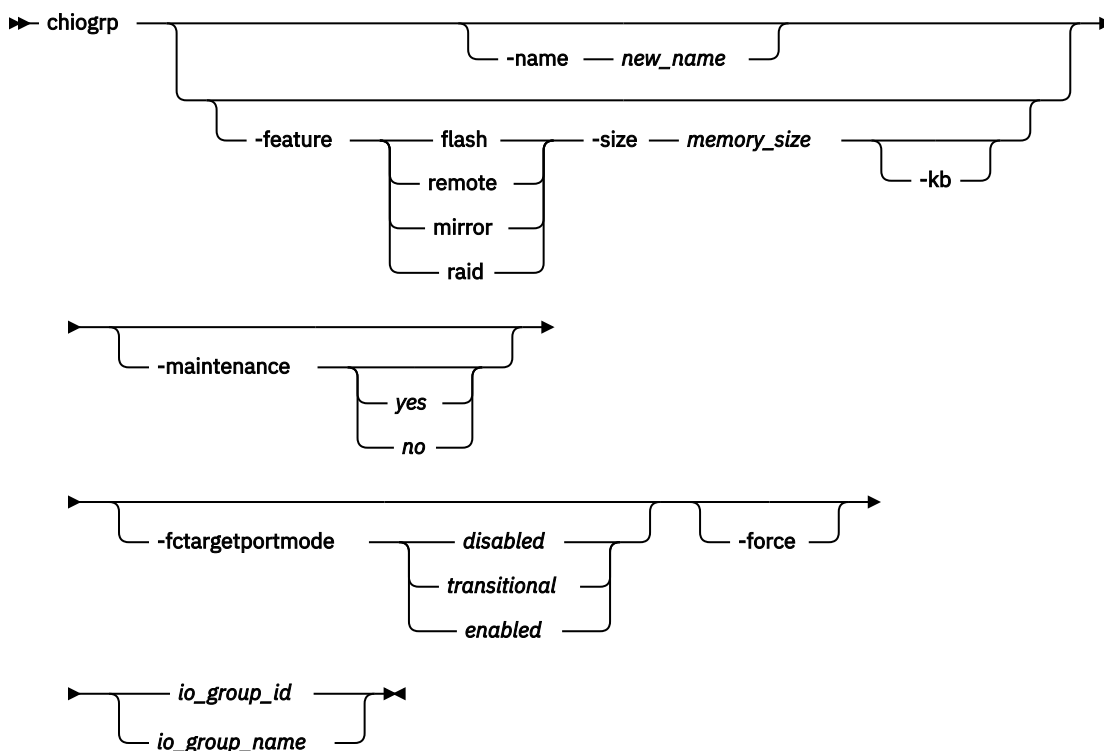 chiogrp
-name new_name
-feature flash -size memory_size
remote -kb
mirror
raid
-maintenance
yes
no
-fctargetportmode disabled -force
transitional
enabled
io_group_id
io_group_name